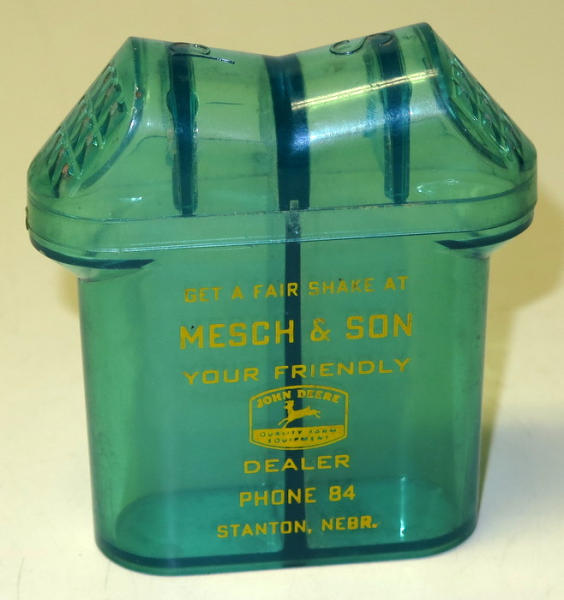 P S
GET A FAIR SHAKE AT
MESCH & SON
YOUR FRIENDLY
JOHN DEERE
QUALITY FARM
EQUIPMENT
DEALER
PHONE 84
STANTON, NEBR.